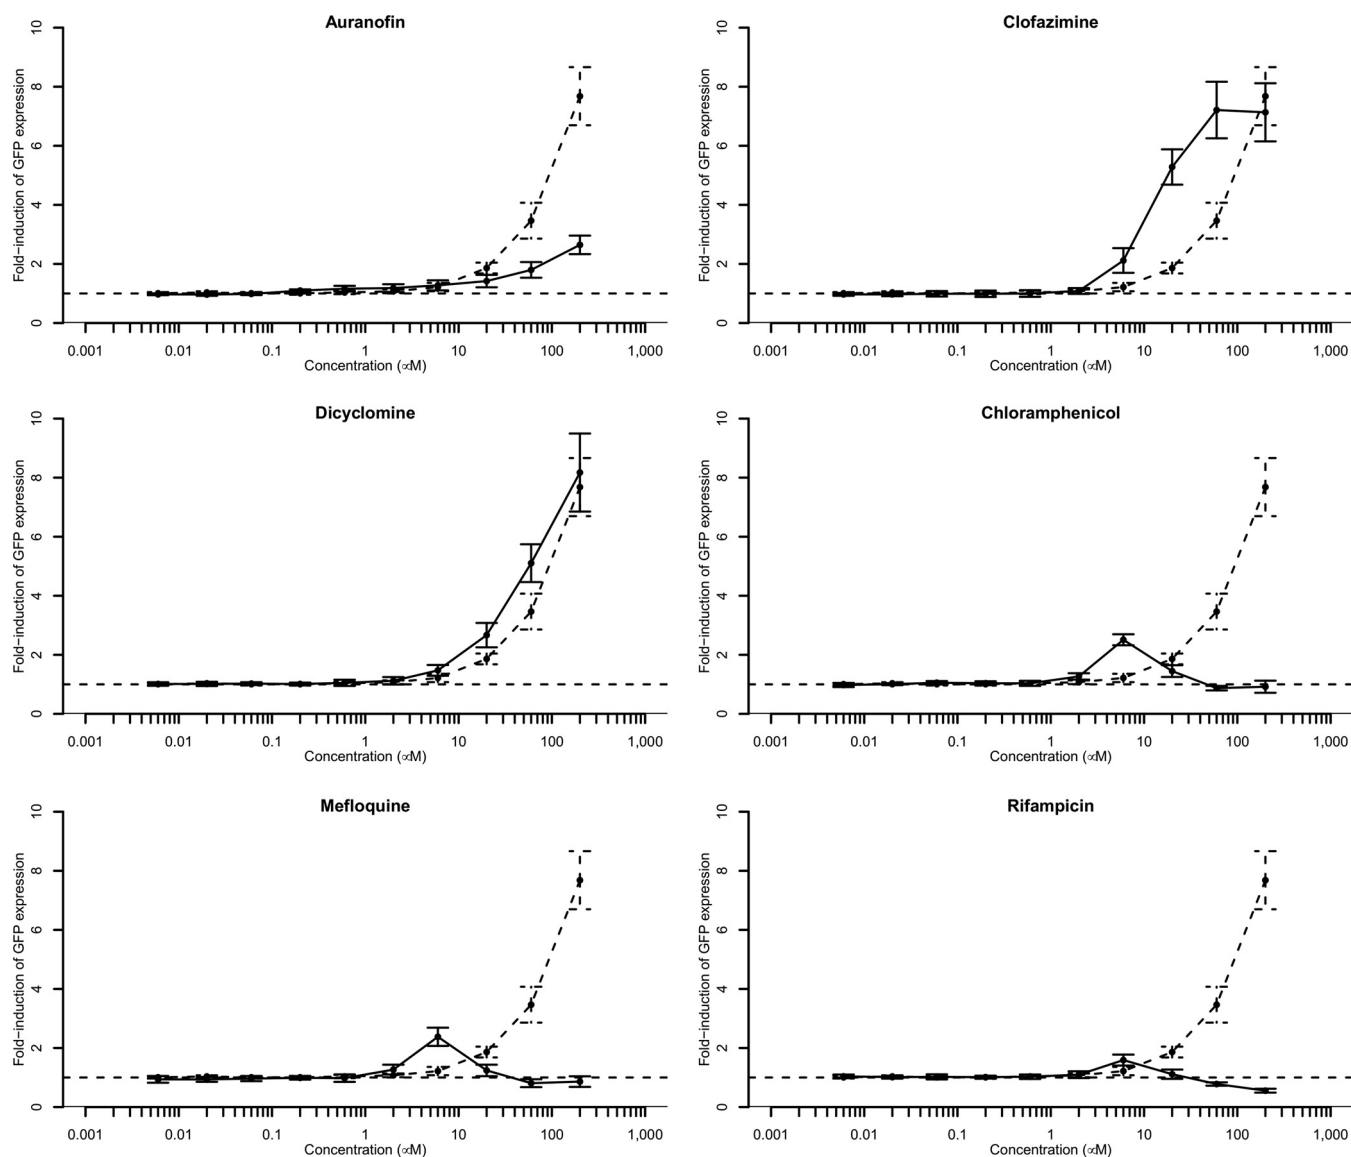 Auranofin
Fold−induction of GFP expression
0 2 4 6 8 10
0.001 0.01 0.1 1 10 100 1,000
Concentration (∝M)
Clofazimine
Fold−induction of GFP expression
0 2 4 6 8 10
0.001 0.01 0.1 1 10 100 1,000
Concentration (∝M)
Dicyclomine
Fold−induction of GFP expression
0 2 4 6 8 10
0.001 0.01 0.1 1 10 100 1,000
Concentration (∝M)
Chloramphenicol
Fold−induction of GFP expression
0 2 4 6 8 10
0.001 0.01 0.1 1 10 100 1,000
Concentration (∝M)
Mefloquine
Fold−induction of GFP expression
0 2 4 6 8 10
0.001 0.01 0.1 1 10 100 1,000
Concentration (∝M)
Rifampicin
Fold−induction of GFP expression
0 2 4 6 8 10
0.001 0.01 0.1 1 10 100 1,000
Concentration (∝M)